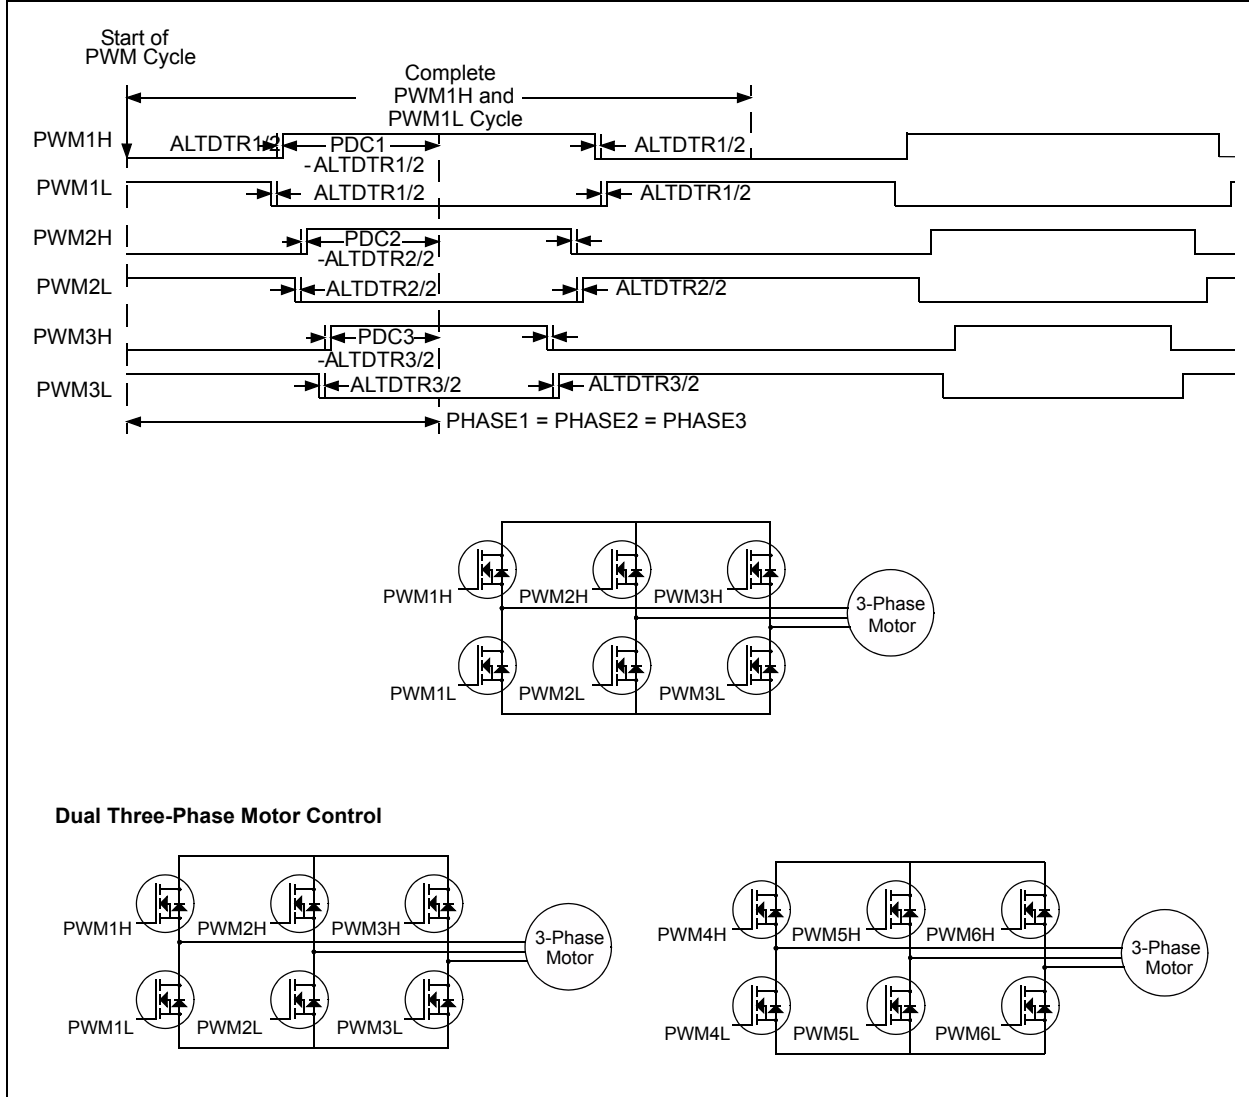 Start of
PWM Cycle
Complete
PWM1H and
PWM1L Cycle
PWM1H
ALTDTR1/2
PDC1
-ALTDTR1/2
ALTDTR1/2
PWM1L
ALTDTR1/2
ALTDTR1/2
PWM2H
PDC2
-ALTDTR2/2
PWM2L
ALTDTR2/2
ALTDTR2/2
PWM3H
PDC3
-ALTDTR3/2
PWM3L
ALTDTR3/2
ALTDTR3/2
PHASE1 = PHASE2 = PHASE3
PWM1H
PWM2H
PWM3H
3-Phase
Motor
PWM1L
PWM2L
PWM3L
Dual Three-Phase Motor Control
PWM1H
PWM2H
PWM3H
3-Phase
Motor
PWM1L
PWM2L
PWM3L
PWM4H
PWM5H
PWM6H
3-Phase
Motor
PWM4L
PWM5L
PWM6L